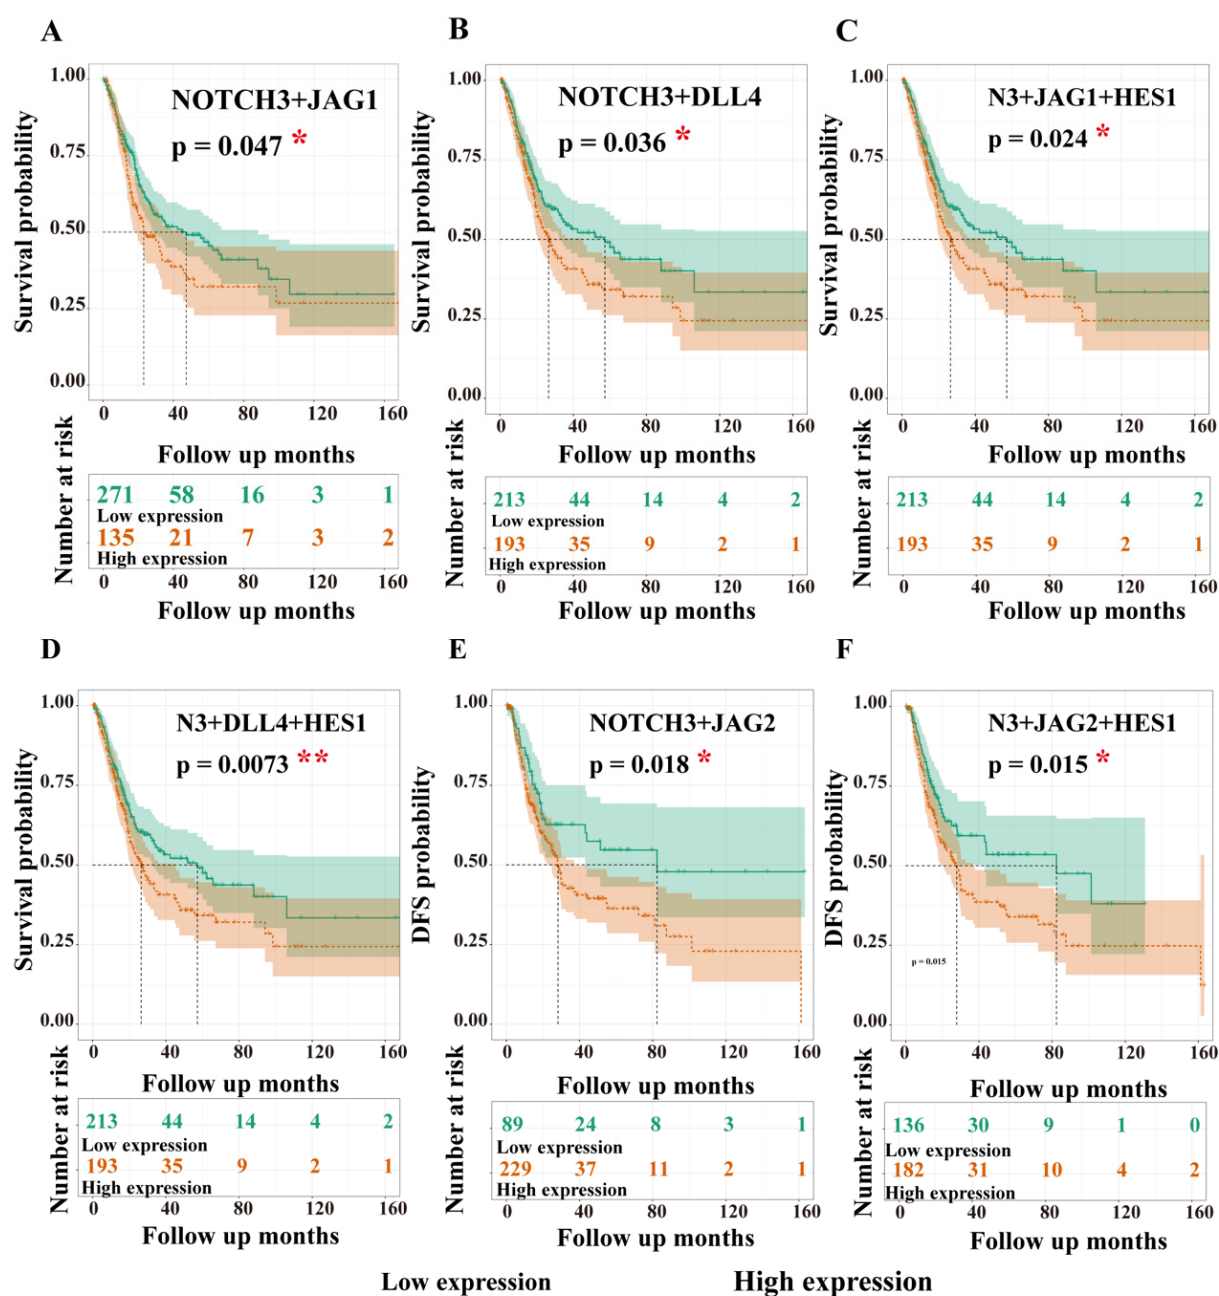 A
NOTCH3+JAG1
p = 0.047 *
Survival probability
1.00
0.75
0.50
0.25
0.00
0 40 80 120 160
Follow up months
Number at risk
271 58 16 3 1
Low expression
135 21 7 3 2
High expression
0 40 80 120 160
Follow up months
B
NOTCH3+DLL4
p = 0.036 *
Survival probability
1.00
0.75
0.50
0.25
0.00
0 40 80 120 160
Follow up months
Number at risk
213 44 14 4 2
Low expression
193 35 9 2 1
High expression
0 40 80 120 160
Follow up months
C
N3+JAG1+HES1
p = 0.024 *
Survival probability
1.00
0.75
0.50
0.25
0.00
0 40 80 120 160
Follow up months
Number at risk
213 44 14 4 2
193 35 9 2 1
0 40 80 120 160
Follow up months
D
N3+DLL4+HES1
p = 0.0073 **
Survival probability
1.00
0.75
0.50
0.25
0.00
0 40 80 120 160
Follow up months
Number at risk
213 44 14 4 2
Low expression
193 35 9 2 1
High expression
0 40 80 120 160
Follow up months
E
NOTCH3+JAG2
p = 0.018 *
DFS probability
1.00
0.75
0.50
0.25
0.00
0 40 80 120 160
Follow up months
Number at risk
89 24 8 3 1
Low expression
229 37 11 2 1
High expression
0 40 80 120 160
Follow up months
F
N3+JAG2+HES1
p = 0.015 *
DFS probability
1.00
0.75
0.50
0.25
0.00
p = 0.015
0 40 80 120 160
Follow up months
Number at risk
136 30 9 1 0
Low expression
182 31 10 4 2
High expression
0 40 80 120 160
Follow up months
Low expression High expression